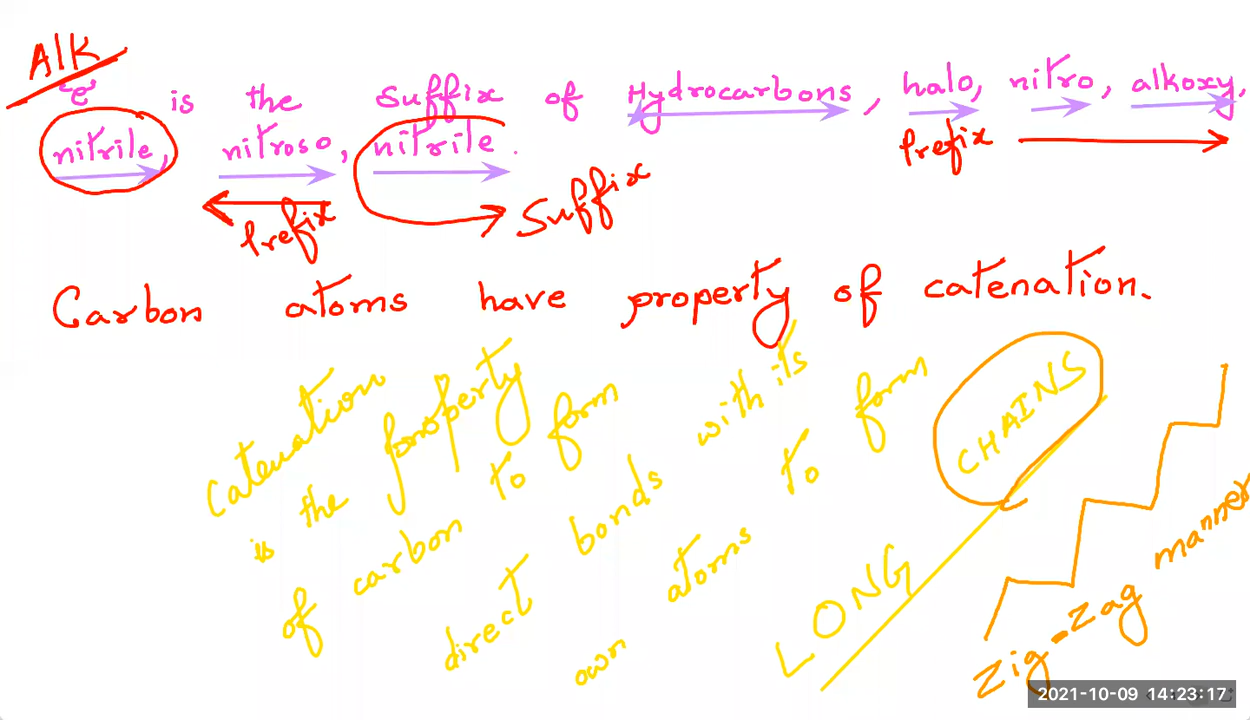 Alk
"e" is the suffix of Hydrocarbons, halo, nitro, alkoxy,
nitrile, nitroso, nitrile.
Prefix
Suffix
Prefix
Carbon atoms have property of catenation.
Catenation
is the property
of carbon to form
direct bonds with its
own atoms to form
LONG CHAINS
Zig-Zag manner
2021-10-09 14:23:17